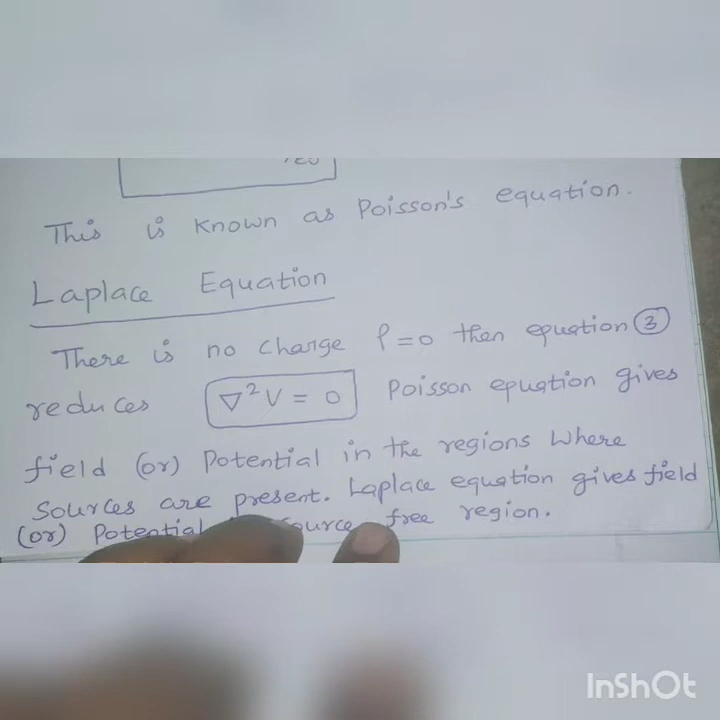 This is known as Poisson's equation.
Laplace Equation
There is no charge ρ=0 then equation ③
reduces ∇²V = 0 Poisson equation gives
field (or) Potential in the regions where
sources are present. Laplace equation gives field
(or) Potential source free region.
InShOt